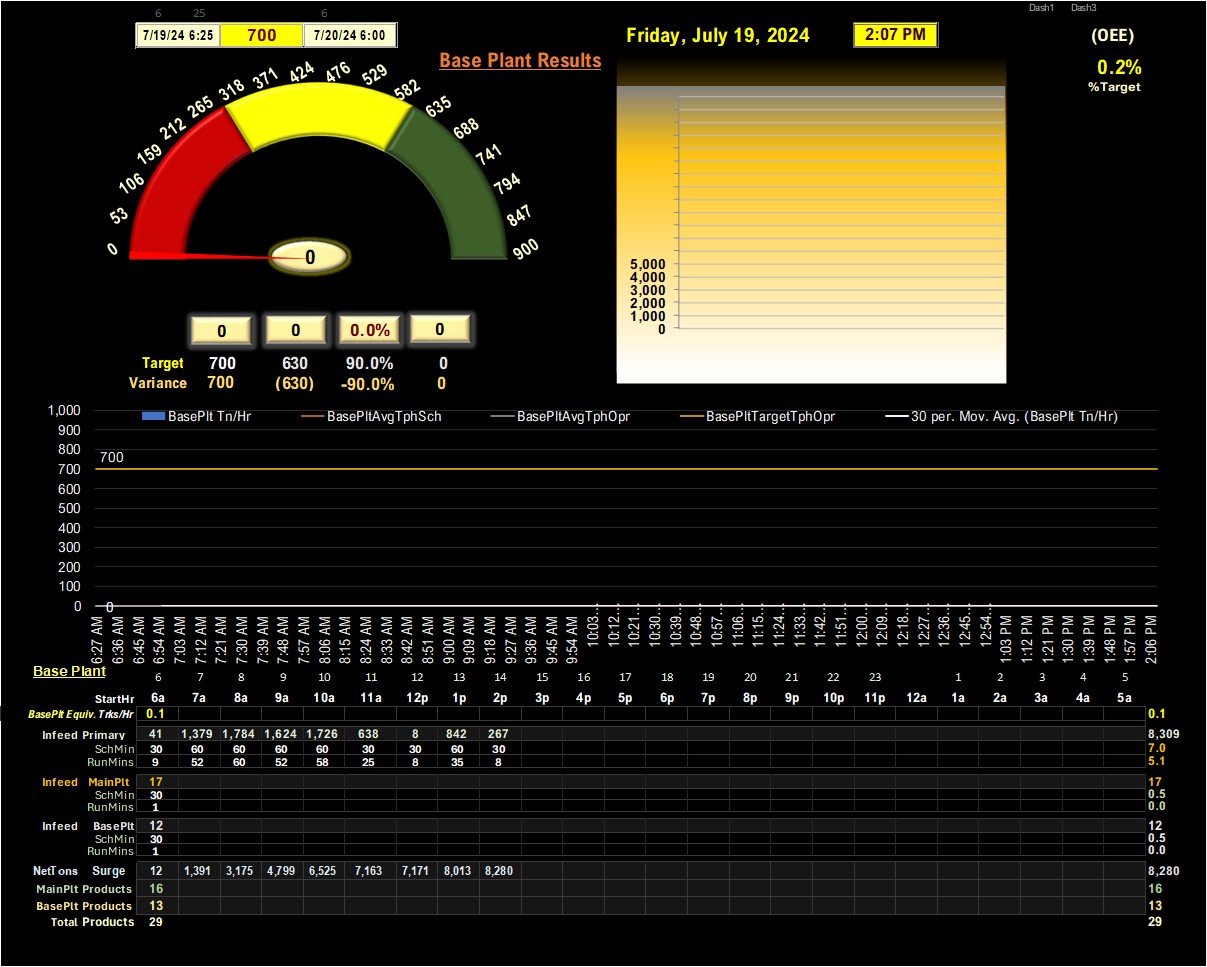 6 25 6 Dash1 Dash3
7/19/24 6:25 700 7/20/24 6:00 Friday, July 19, 2024 2:07 PM (OEE)
Base Plant Results 0.2%
%Target
0 53 106 159 212 265 318 371 424 476 529 582 635 688 741 794 847 900
0
5,000
4,000
3,000
2,000
1,000
0
0 0 0.0% 0
Target 700 630 90.0% 0
Variance 700 (630) -90.0% 0
BasePlt Tn/Hr BasePltAvgTphSch BasePltAvgTphOpr BasePltTargetTphOpr 30 per. Mov. Avg. (BasePlt Tn/Hr)
1,000
900
800
700
600
500
400
300
200
100
0
700
0
6:27 AM 6:36 AM 6:45 AM 6:54 AM 7:03 AM 7:12 AM 7:21 AM 7:30 AM 7:39 AM 7:48 AM 7:57 AM 8:06 AM 8:15 AM 8:24 AM 8:33 AM 8:42 AM 8:51 AM 9:00 AM 9:09 AM 9:18 AM 9:27 AM 9:36 AM 9:45 AM 9:54 AM 10:03... 10:12... 10:21... 10:30... 10:39... 10:48... 10:57... 11:06... 11:15... 11:24... 11:33... 11:42... 11:51... 12:00... 12:09... 12:18... 12:27... 12:36... 12:45... 12:54... 1:03 PM 1:12 PM 1:21 PM 1:30 PM 1:39 PM 1:48 PM 1:57 PM 2:06 PM
Base Plant
6 7 8 9 10 11 12 13 14 15 16 17 18 19 20 21 22 23 1 2 3 4 5
StartHr 6a 7a 8a 9a 10a 11a 12p 1p 2p 3p 4p 5p 6p 7p 8p 9p 10p 11p 12a 1a 2a 3a 4a 5a
BasePlt Equiv. Trks/Hr 0.1 0.1
Infeed Primary 41 1,379 1,784 1,624 1,726 638 8 842 267 8,309
SchMin 30 60 60 60 60 30 30 60 30 7.0
RunMins 9 52 60 52 58 25 8 35 8 5.1
Infeed MainPlt 17 17
SchMin 30 0.5
RunMins 1 0.0
Infeed BasePlt 12 12
SchMin 30 0.5
RunMins 1 0.0
NetTons Surge 12 1,391 3,175 4,799 6,525 7,163 7,171 8,013 8,280 8,280
MainPlt Products 16 16
BasePlt Products 13 13
Total Products 29 29